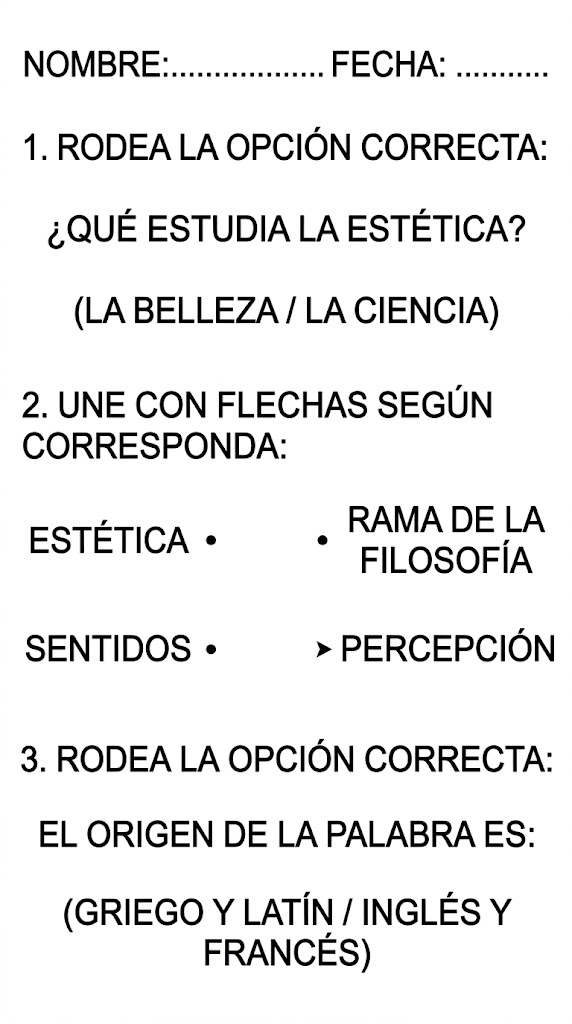 NOMBRE:.................. FECHA: ...........
1. RODEA LA OPCIÓN CORRECTA:
¿QUÉ ESTUDIA LA ESTÉTICA?
(LA BELLEZA / LA CIENCIA)
2. UNE CON FLECHAS SEGÚN
CORRESPONDA:
ESTÉTICA • • RAMA DE LA
FILOSOFÍA
SENTIDOS • ➤ PERCEPCIÓN
3. RODEA LA OPCIÓN CORRECTA:
EL ORIGEN DE LA PALABRA ES:
(GRIEGO Y LATÍN / INGLÉS Y
FRANCÉS)